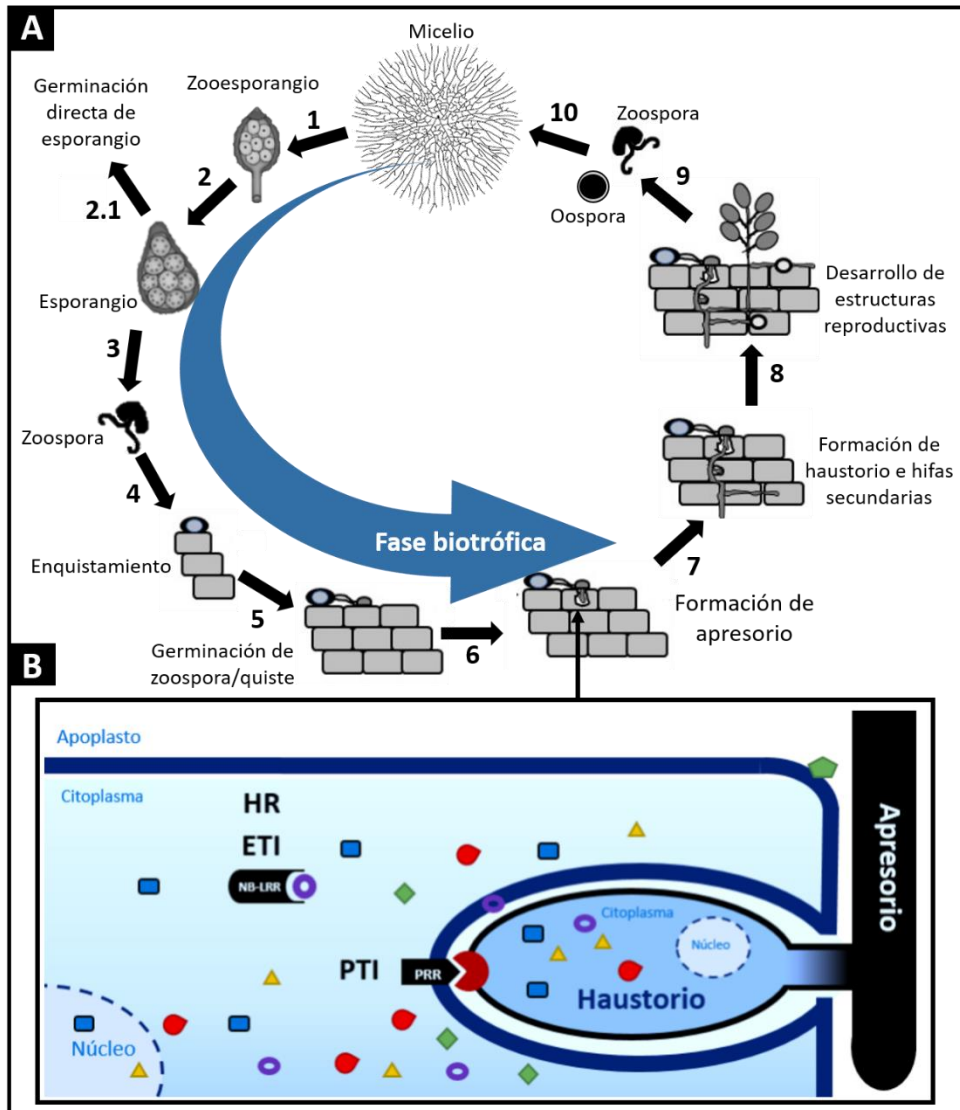 A
Micelio
Zooesporangio
Germinación
directa de
esporangio
1
2
2.1
Esporangio
3
Zoospora
4
Enquistamiento
5
Germinación de
zoospora/quiste
6
Fase biotrófica
Formación de
apresorio
7
Formación de
haustorio e hifas
secundarias
8
Desarrollo de
estructuras
reproductivas
9
Zoospora
Oospora
10
B
Apoplasto
Citoplasma
HR
ETI
NB-LRR
PTI
PRR
Citoplasma
Núcleo
Haustorio
Núcleo
Apresorio